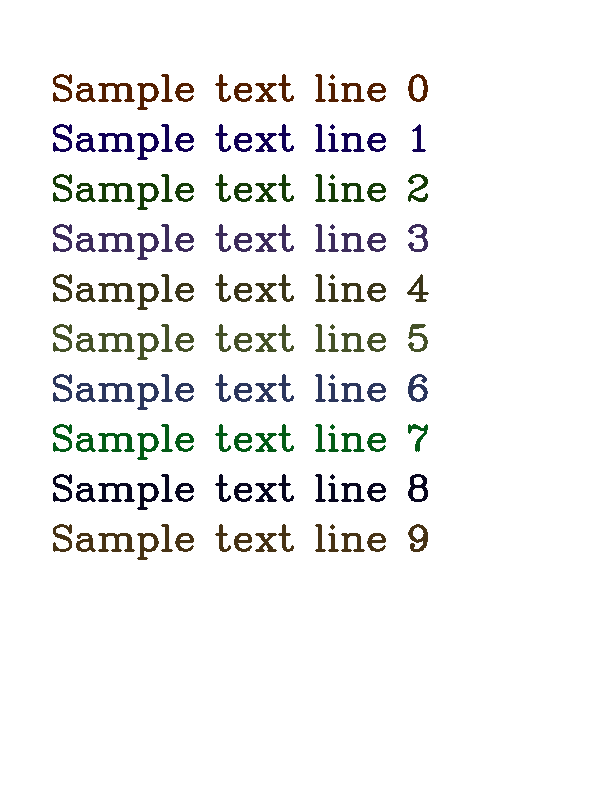 Sample text line 0
Sample text line 1
Sample text line 2
Sample text line 3
Sample text line 4
Sample text line 5
Sample text line 6
Sample text line 7
Sample text line 8
Sample text line 9